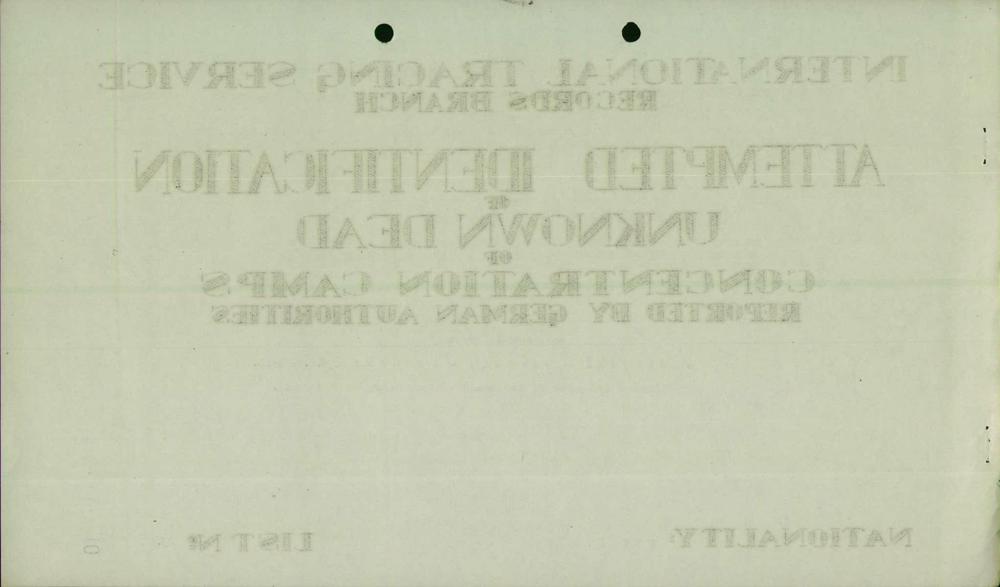 INTERNATIONAL TRACING SERVICE
RECORDS BRANCH
ATTEMPTED IDENTIFICATION
OF
UNKNOWN DEAD
OF
CONCENTRATION CAMPS
REPORTED BY GERMAN AUTHORITIES
NATIONALITY: LIST Nº